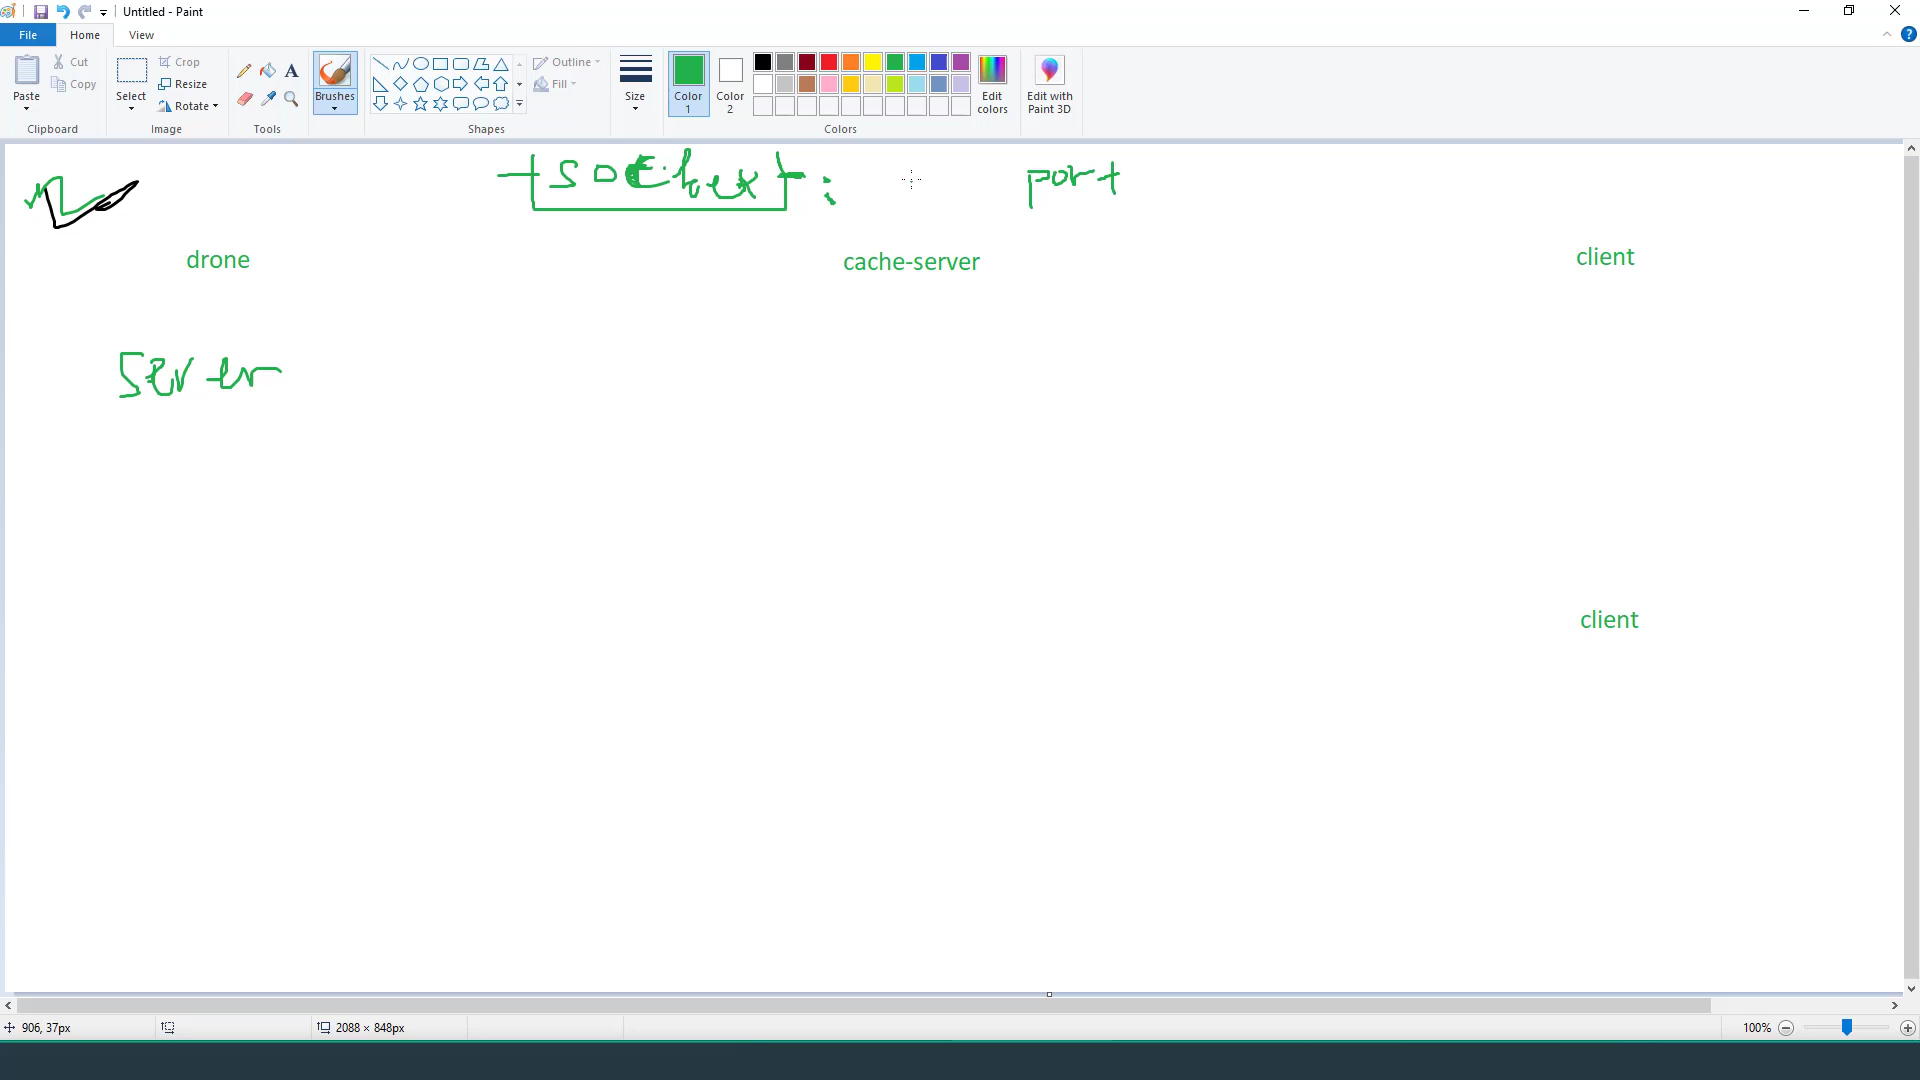 Untitled - Paint
File Home View
Paste Cut Copy Clipboard
Select Crop Resize Rotate Image
Tools
Brushes
Shapes
Outline
Fill
Size
Color 1
Color 2
Edit colors
Colors
Edit with Paint 3D
: port
drone cache-server client
Server
client
906, 37px 2088 × 848px 100%